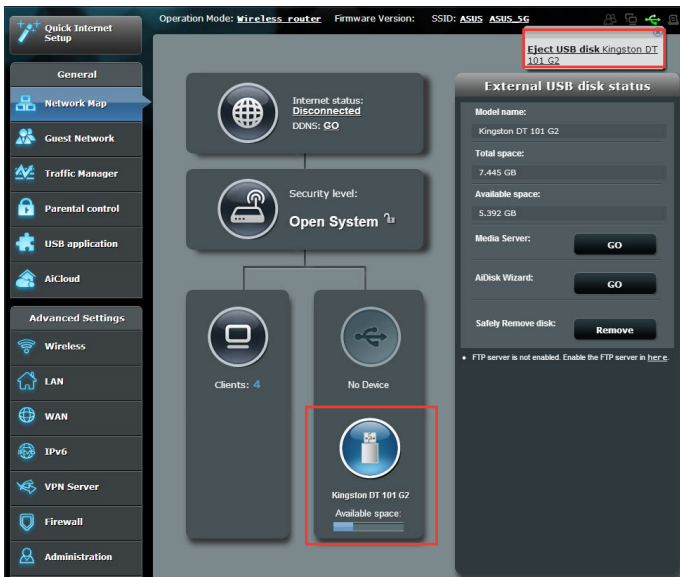 Quick Internet
Setup
Operation Mode: Wireless router Firmware Version: SSID: ASUS ASUS_5G
Eject USB disk Kingston DT
101 G2
General
Network Map
Guest Network
Traffic Manager
Parental control
USB application
AiCloud
Advanced Settings
Wireless
LAN
WAN
IPv6
VPN Server
Firewall
Administration
Internet status:
Disconnected
DDNS: GO
Security level:
Open System
Clients: 4
No Device
Kingston DT 101 G2
Available space:
External USB disk status
Model name:
Kingston DT 101 G2
Total space:
7.445 GB
Available space:
5.392 GB
Media Server: GO
AiDisk Wizard: GO
Safely Remove disk: Remove
• FTP server is not enabled. Enable the FTP server in here.